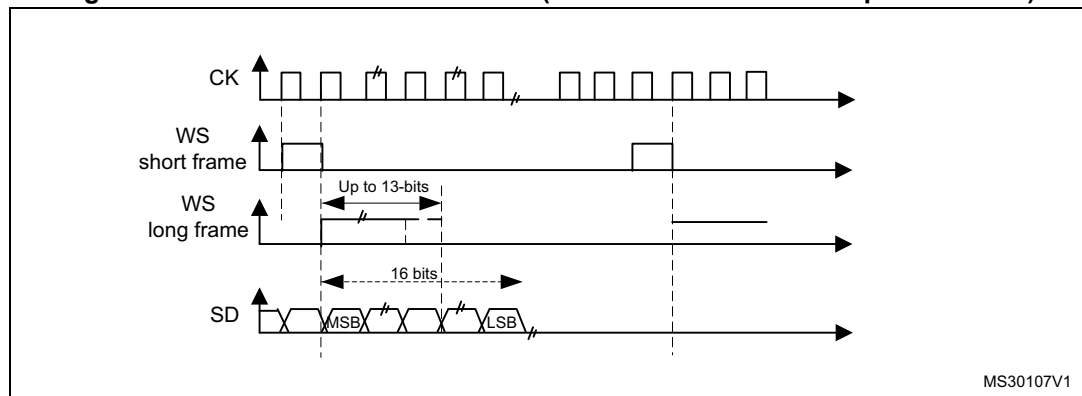 CK
WS
short frame
Up to 13-bits
WS
long frame
16 bits
SD
MSB
LSB
MS30107V1